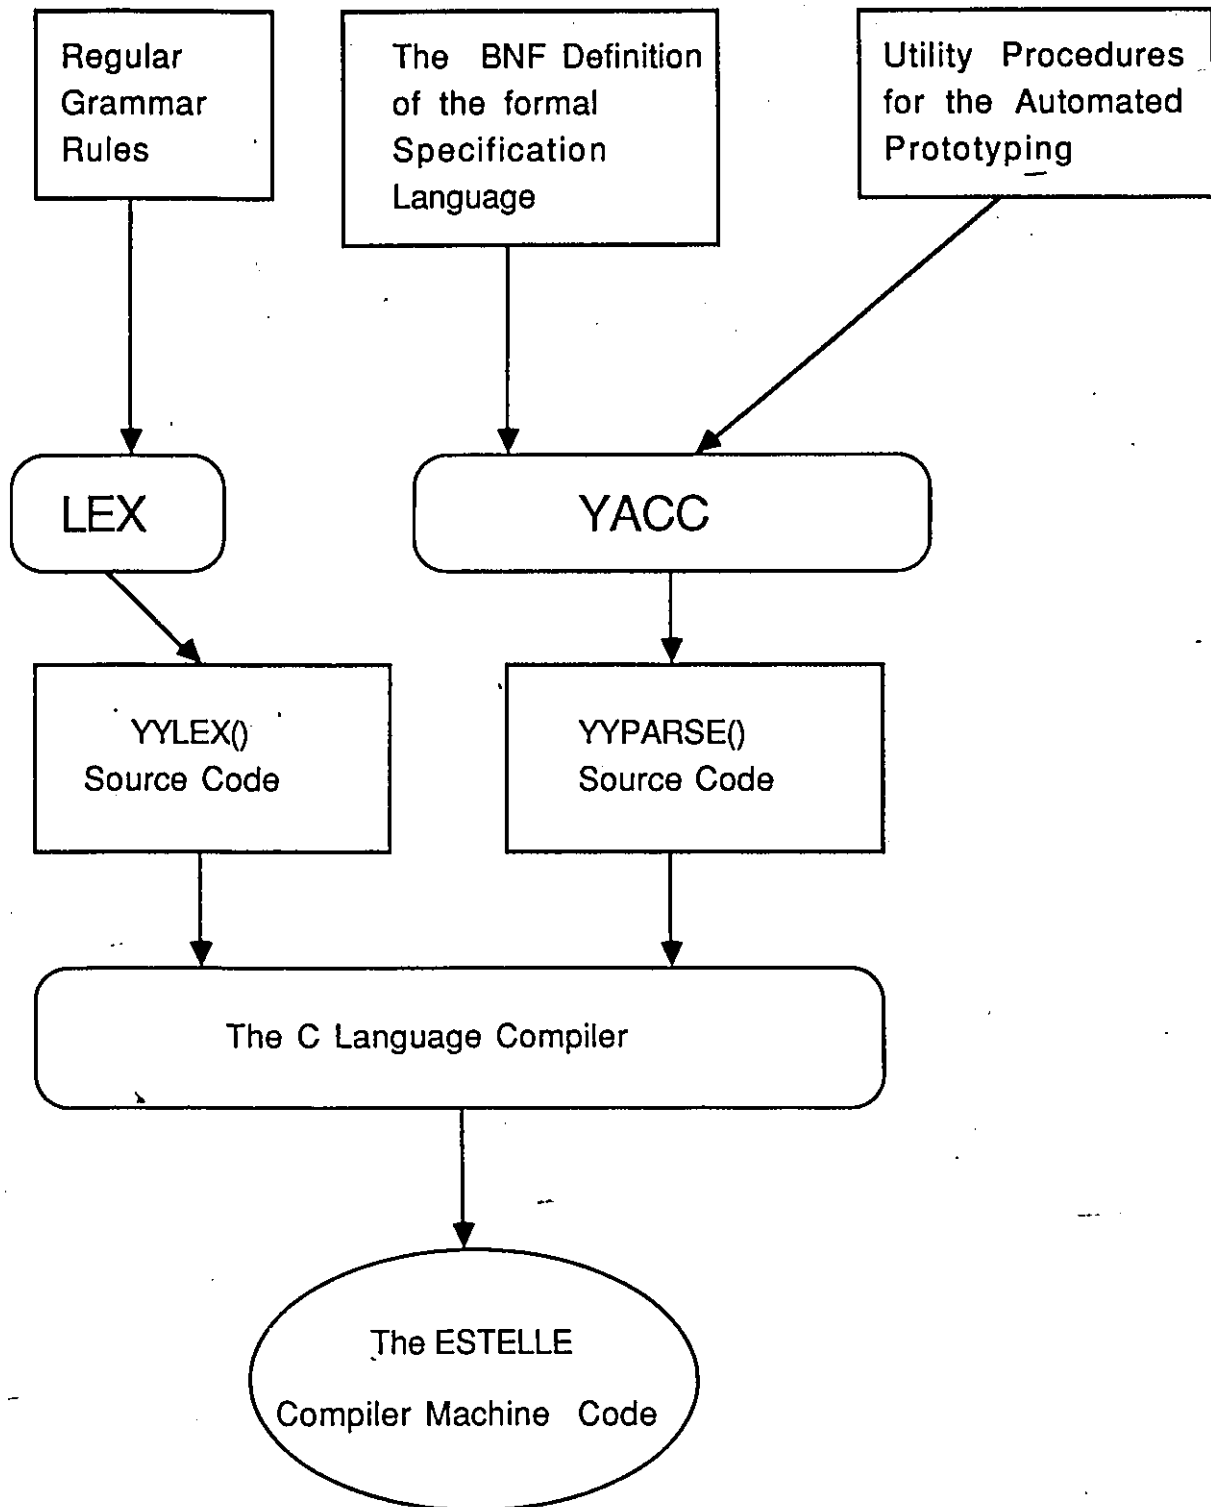 Regular
Grammar
Rules
The BNF Definition
of the formal
Specification
Language
Utility Procedures
for the Automated
Prototyping
LEX
YACC
YYLEX()
Source Code
YYPARSE()
Source Code
The C Language Compiler
The ESTELLE
Compiler Machine Code